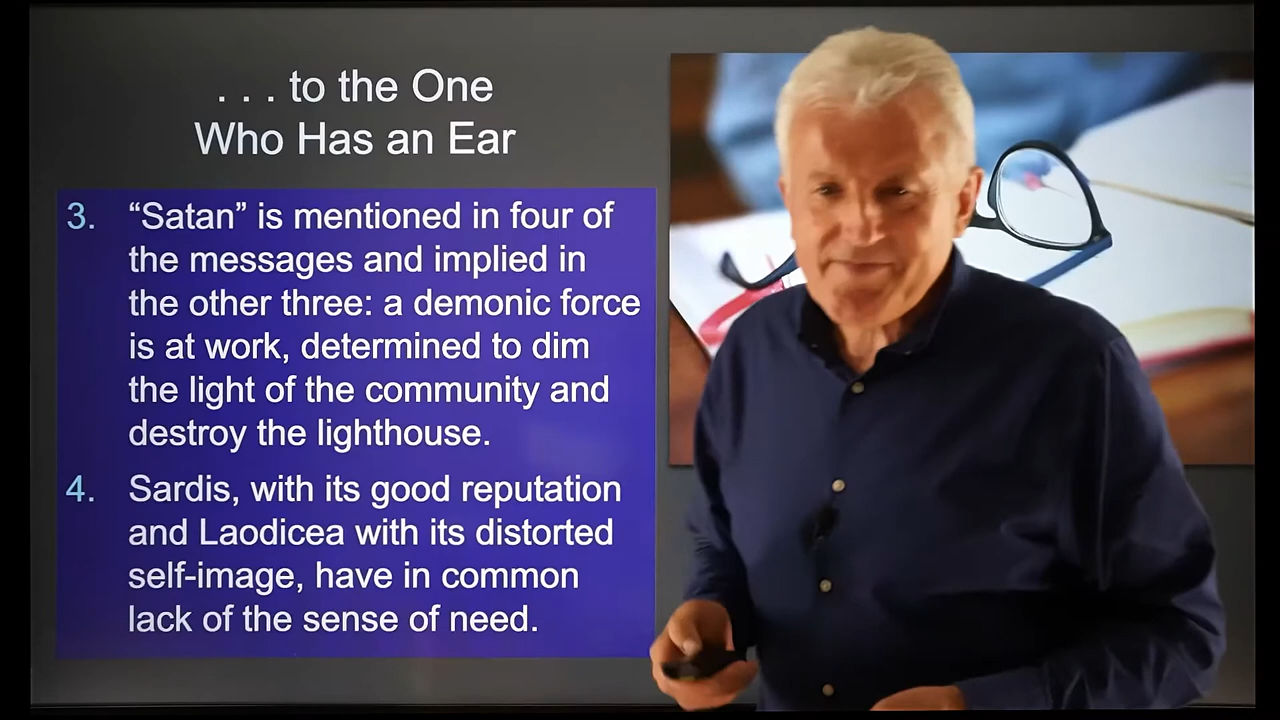 . . . to the One
Who Has an Ear
3. “Satan” is mentioned in four of
the messages and implied in
the other three: a demonic force
is at work, determined to dim
the light of the community and
destroy the lighthouse.
4. Sardis, with its good reputation
and Laodicea with its distorted
self-image, have in common
lack of the sense of need.